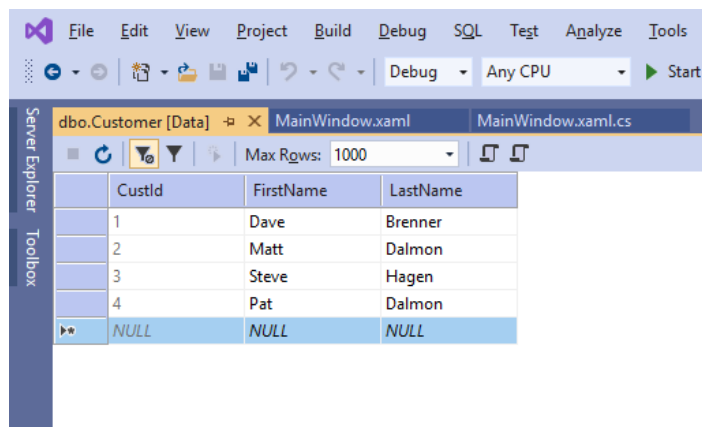 File Edit View Project Build Debug SQL Test Analyze Tools
Debug Any CPU Start
Server Explorer
Toolbox
dbo.Customer [Data] MainWindow.xaml MainWindow.xaml.cs
Max Rows: 1000
CustId FirstName LastName
1 Dave Brenner
2 Matt Dalmon
3 Steve Hagen
4 Pat Dalmon
NULL NULL NULL